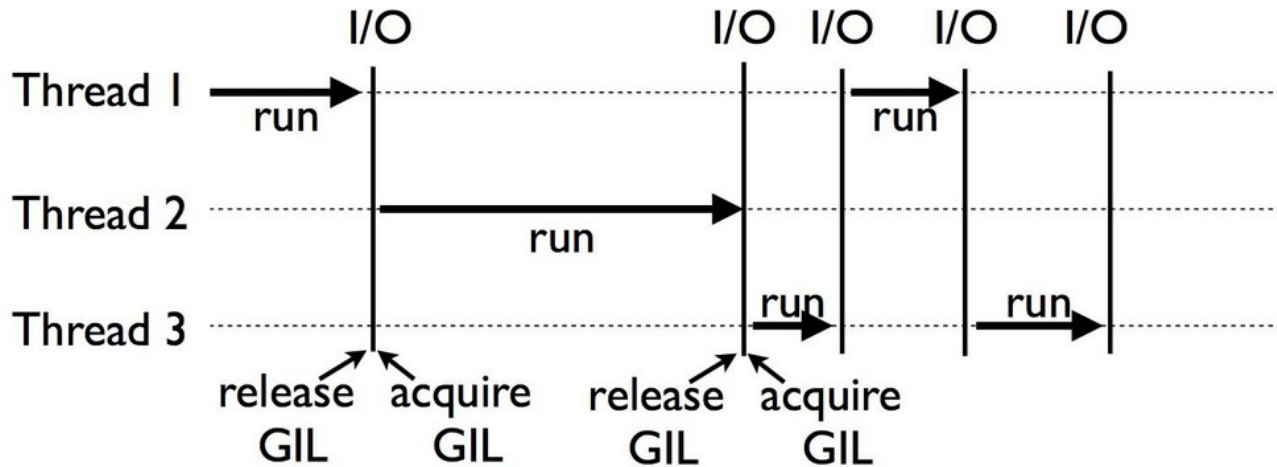 I/O I/O I/O I/O I/O
Thread 1
run run
Thread 2
run
Thread 3
run run
release acquire release acquire
GIL GIL GIL GIL